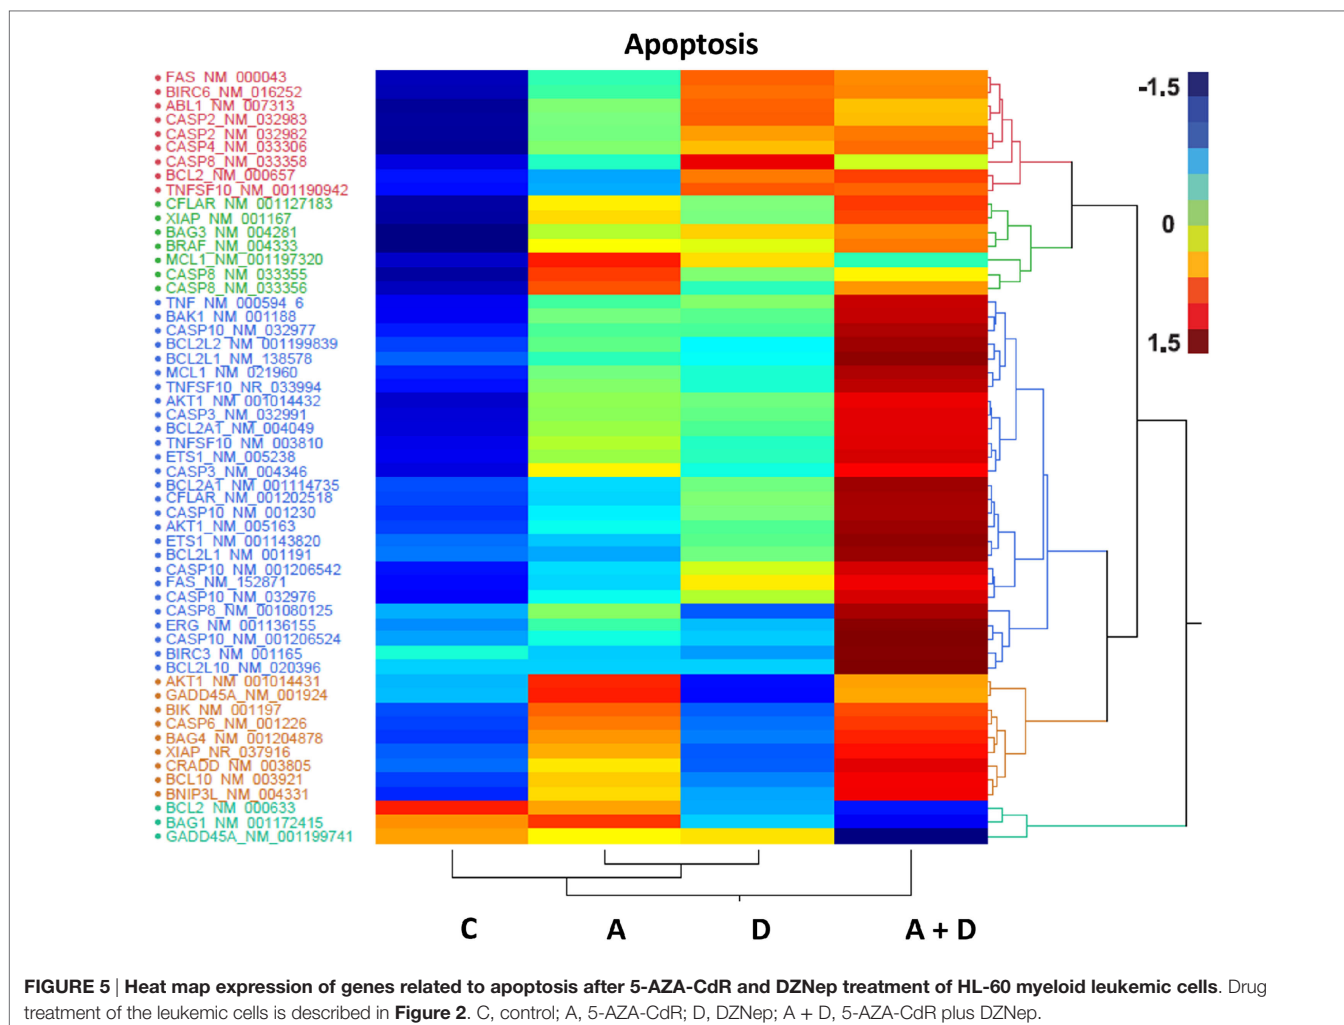 Apoptosis
FAS_NM_000043
BIRC6_NM_016252
ABL1_NM_007313
CASP2_NM_032983
CASP2_NM_032982
CASP4_NM_033306
CASP8_NM_033358
BCL2_NM_000657
TNFSF10_NM_001190942
CFLAR_NM_001127183
XIAP_NM_001167
BAG3_NM_004281
BRAF_NM_004333
MCL1_NM_001197320
CASP8_NM_033355
CASP8_NM_033356
TNF_NM_000594_6
BAK1_NM_001188
CASP10_NM_032977
BCL2L2_NM_001199839
BCL2L1_NM_138578
MCL1_NM_021960
TNFSF10_NR_033994
AKT1_NM_001014432
CASP3_NM_032991
BCL2A1_NM_004049
TNFSF10_NM_003810
ETS1_NM_005238
CASP3_NM_004346
BCL2A1_NM_001114735
CFLAR_NM_001202518
CASP10_NM_001230
AKT1_NM_005163
ETS1_NM_001143820
BCL2L1_NM_001191
CASP10_NM_001206542
FAS_NM_152871
CASP10_NM_032976
CASP8_NM_001080125
ERG_NM_001136155
CASP10_NM_001206524
BIRC3_NM_001165
BCL2L10_NM_020396
AKT1_NM_001014431
GADD45A_NM_001924
BIK_NM_001197
CASP6_NM_001226
BAG4_NM_001204878
XIAP_NR_037916
CRADD_NM_003805
BCL10_NM_003921
BNIP3L_NM_004331
BCL2_NM_000633
BAG1_NM_001172415
GADD45A_NM_001199741
-1.5
0
1.5
C A D A + D
FIGURE 5 | Heat map expression of genes related to apoptosis after 5-AZA-CdR and DZNep treatment of HL-60 myeloid leukemic cells. Drug
treatment of the leukemic cells is described in Figure 2. C, control; A, 5-AZA-CdR; D, DZNep; A + D, 5-AZA-CdR plus DZNep.